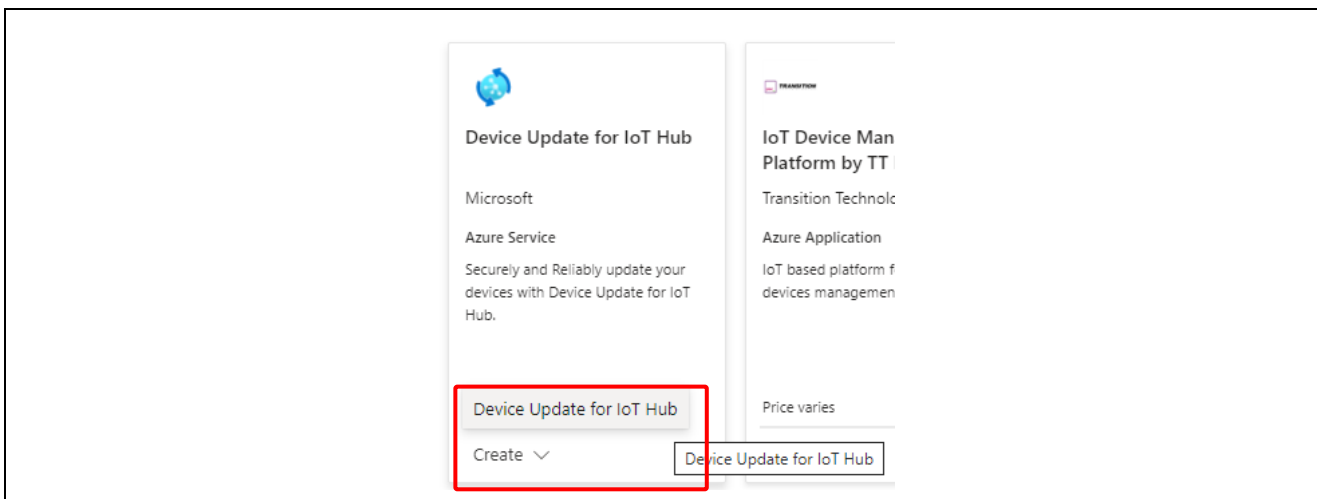 Device Update for IoT Hub
Microsoft
Azure Service
Securely and Reliably update your
devices with Device Update for IoT
Hub.
Device Update for IoT Hub
Create
TRANSITION
IoT Device Man
Platform by TT
Transition Technolo
Azure Application
IoT based platform f
devices managemen
Price varies
Device Update for IoT Hub